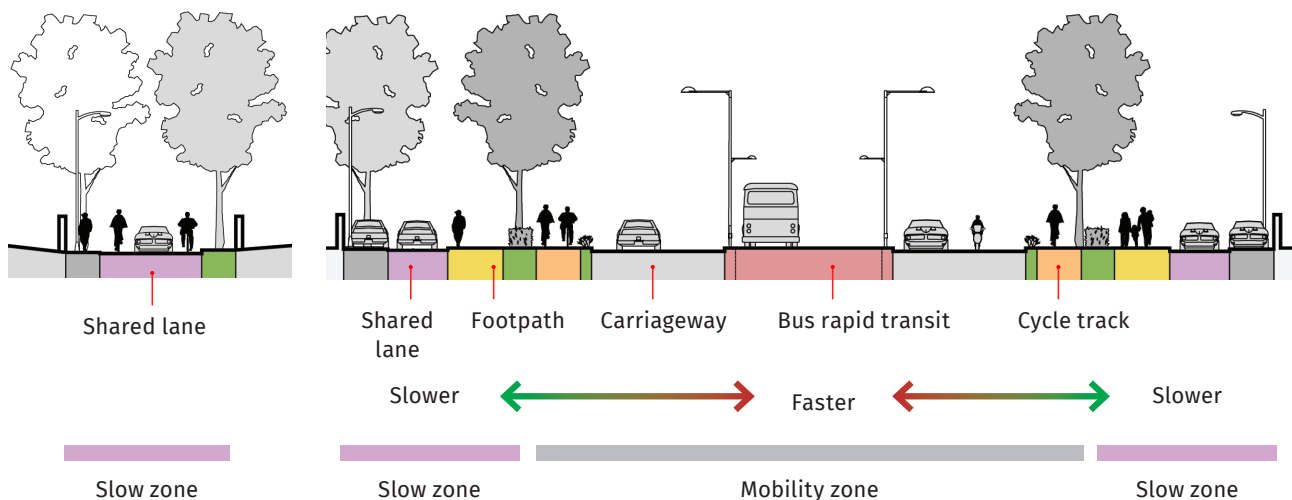 Shared lane
Shared
lane
Footpath
Carriageway
Bus rapid transit
Cycle track
Slower
Faster
Slower
Slow zone
Slow zone
Mobility zone
Slow zone